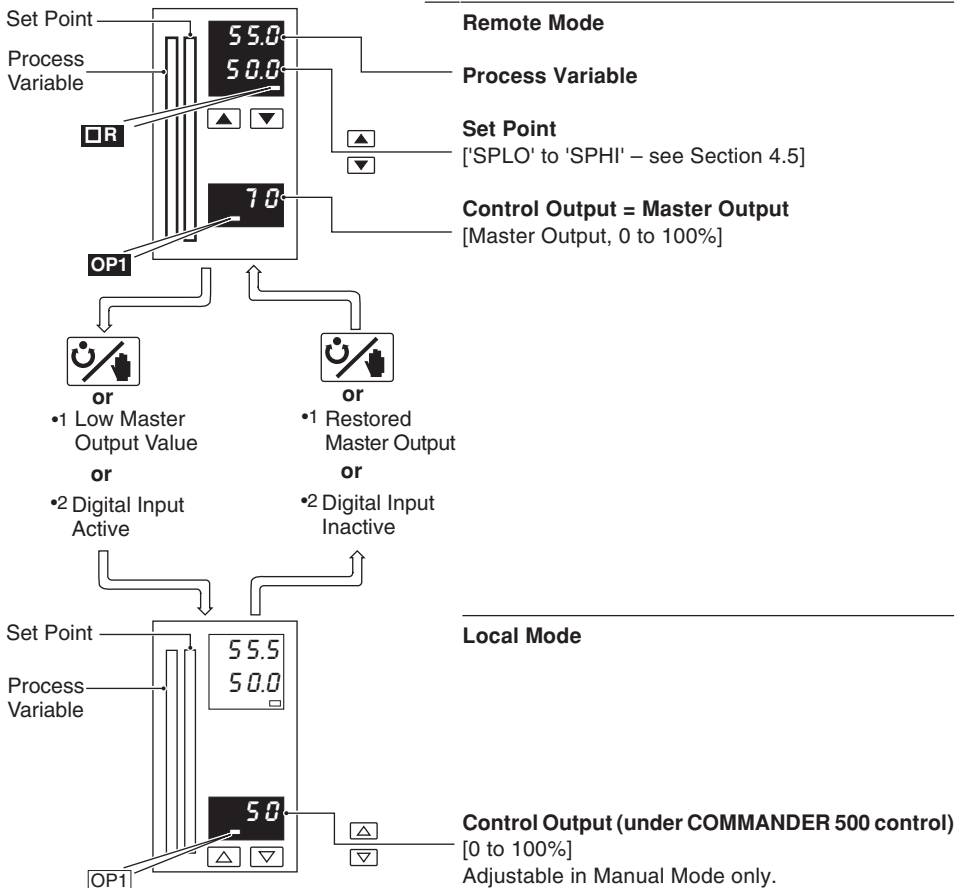 Set Point
Process
Variable
55.0
50.0
R
70
OP1
Remote Mode
Process Variable
Set Point
['SPLO' to 'SPHI' – see Section 4.5]
Control Output = Master Output
[Master Output, 0 to 100%]
or
•1 Low Master
Output Value
or
•2 Digital Input
Active
or
•1 Restored
Master Output
or
•2 Digital Input
Inactive
Set Point
Process
Variable
55.5
50.0
50
OP1
Local Mode
Control Output (under COMMANDER 500 control)
[0 to 100%]
Adjustable in Manual Mode only.